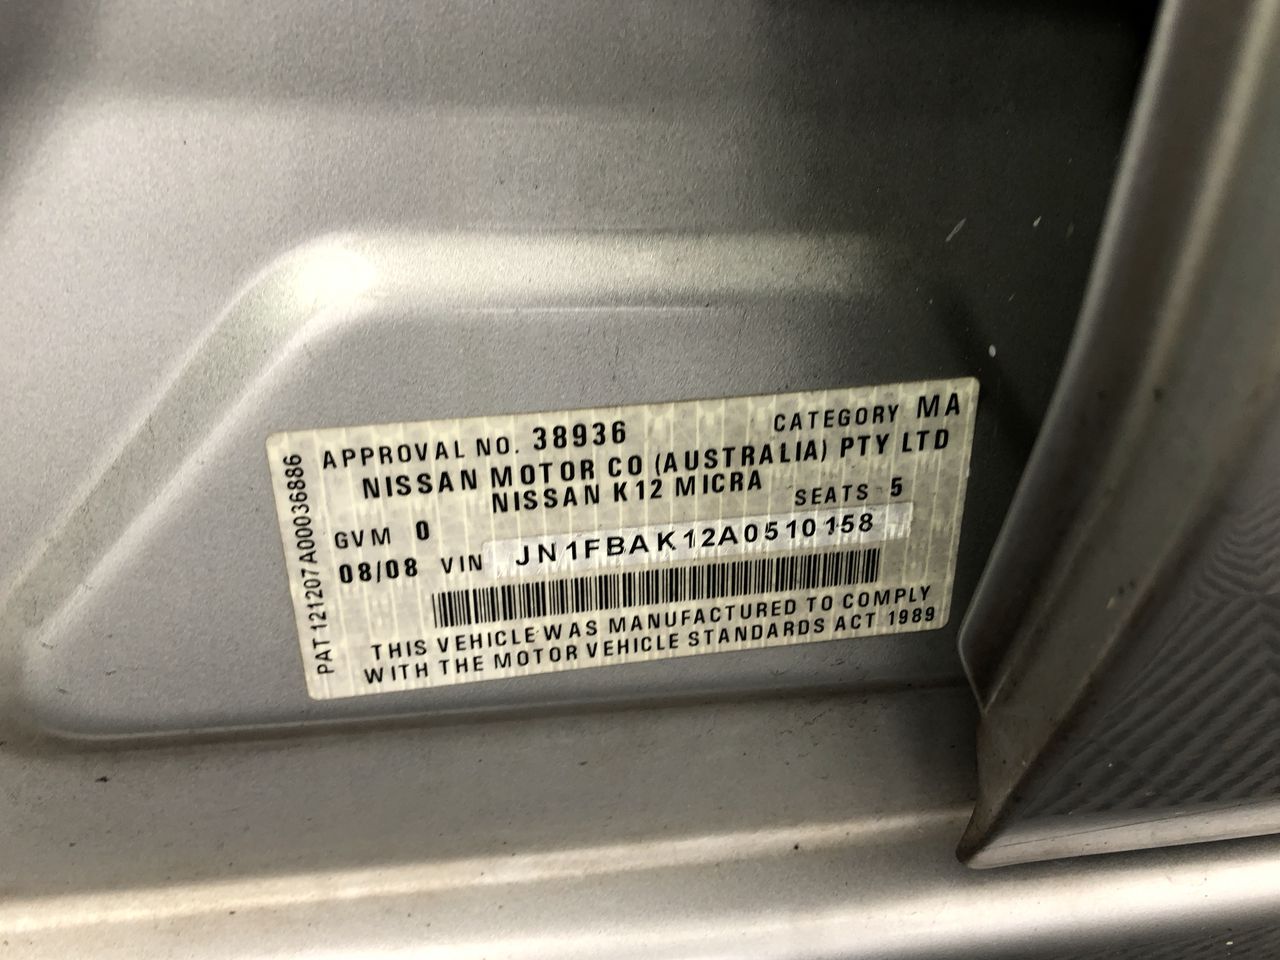 APPROVAL NO. 38936 CATEGORY MA
NISSAN MOTOR CO (AUSTRALIA) PTY LTD
NISSAN K12 MICRA
GVM 0 SEATS 5
08/08 VIN JN1FBAK12A0510158
THIS VEHICLE WAS MANUFACTURED TO COMPLY
WITH THE MOTOR VEHICLE STANDARDS ACT 1989
PAT 121207A00036886